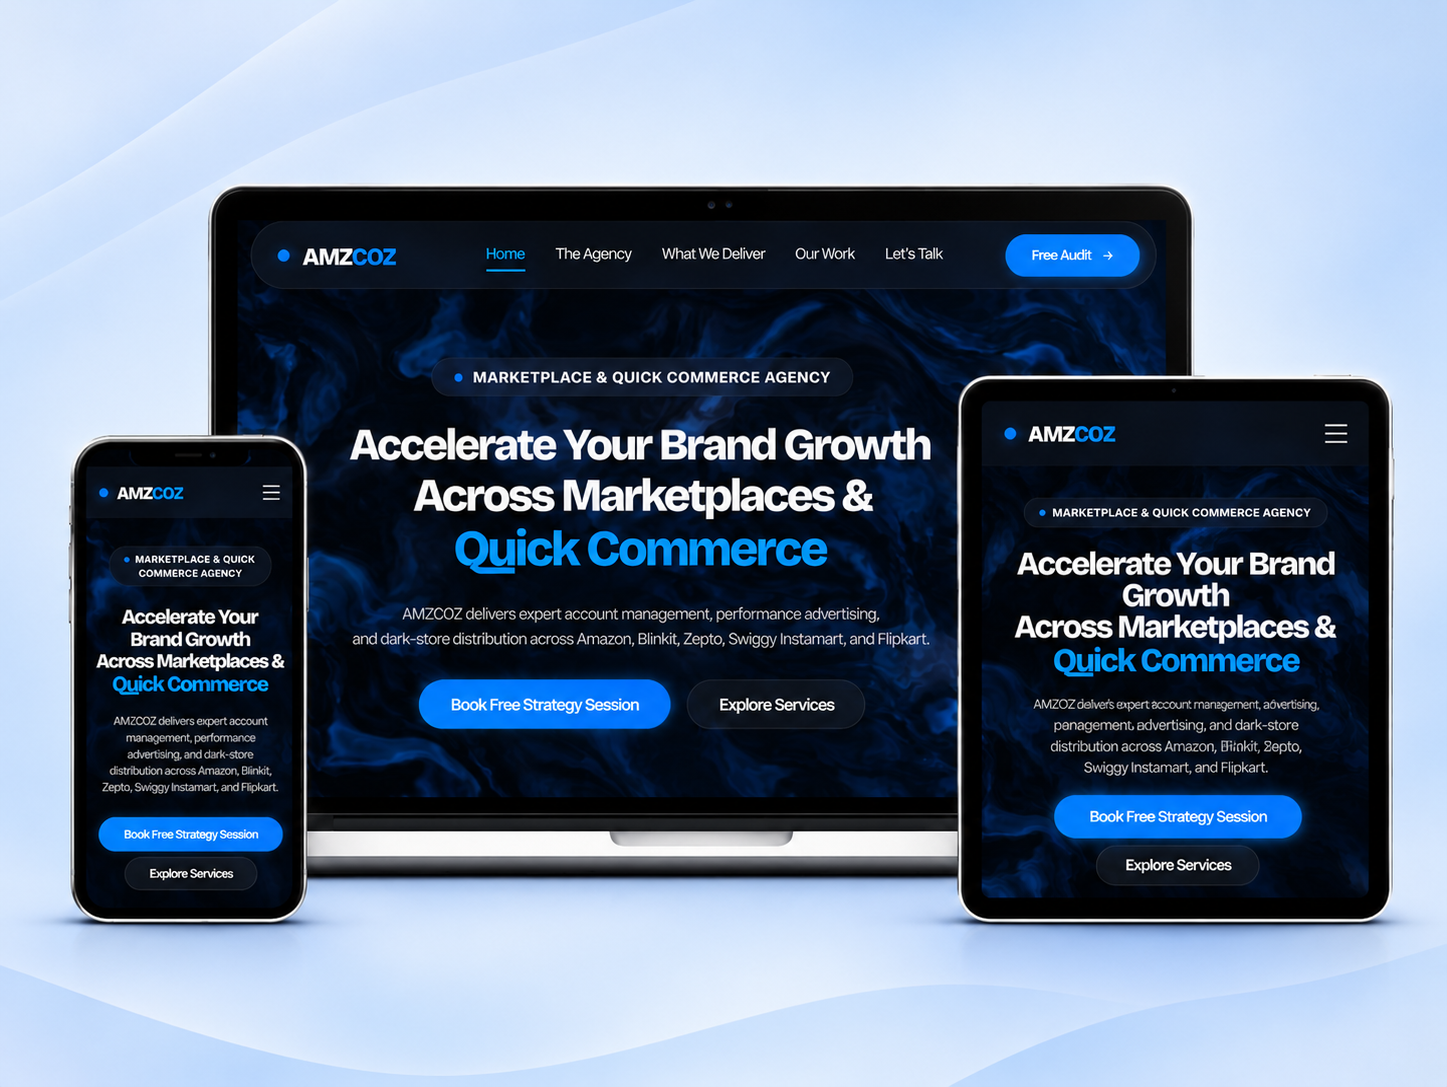 AMZCOZ
Home The Agency What We Deliver Our Work Let's Talk
Free Audit →
MARKETPLACE & QUICK COMMERCE AGENCY
Accelerate Your Brand Growth
Across Marketplaces &
Quick Commerce
AMZCOZ delivers expert account management, performance advertising,
and dark-store distribution across Amazon, Blinkit, Zepto, Swiggy Instamart, and Flipkart.
Book Free Strategy Session
Explore Services
AMZCOZ
MARKETPLACE & QUICK
COMMERCE AGENCY
Accelerate Your
Brand Growth
Across Marketplaces &
Quick Commerce
AMZCOZ delivers expert account
management, performance
advertising, and dark-store
distribution across Amazon, Blinkit,
Zepto, Swiggy Instamart, and Flipkart.
Book Free Strategy Session
Explore Services
AMZCOZ
MARKETPLACE & QUICK COMMERCE AGENCY
Accelerate Your Brand
Growth
Across Marketplaces &
Quick Commerce
AMZCOZ delivers expert account management, advertising,
management, advertising, and dark-store
distribution across Amazon,
Swiggy Instamart, and Flipkart.
Book Free Strategy Session
Explore Services